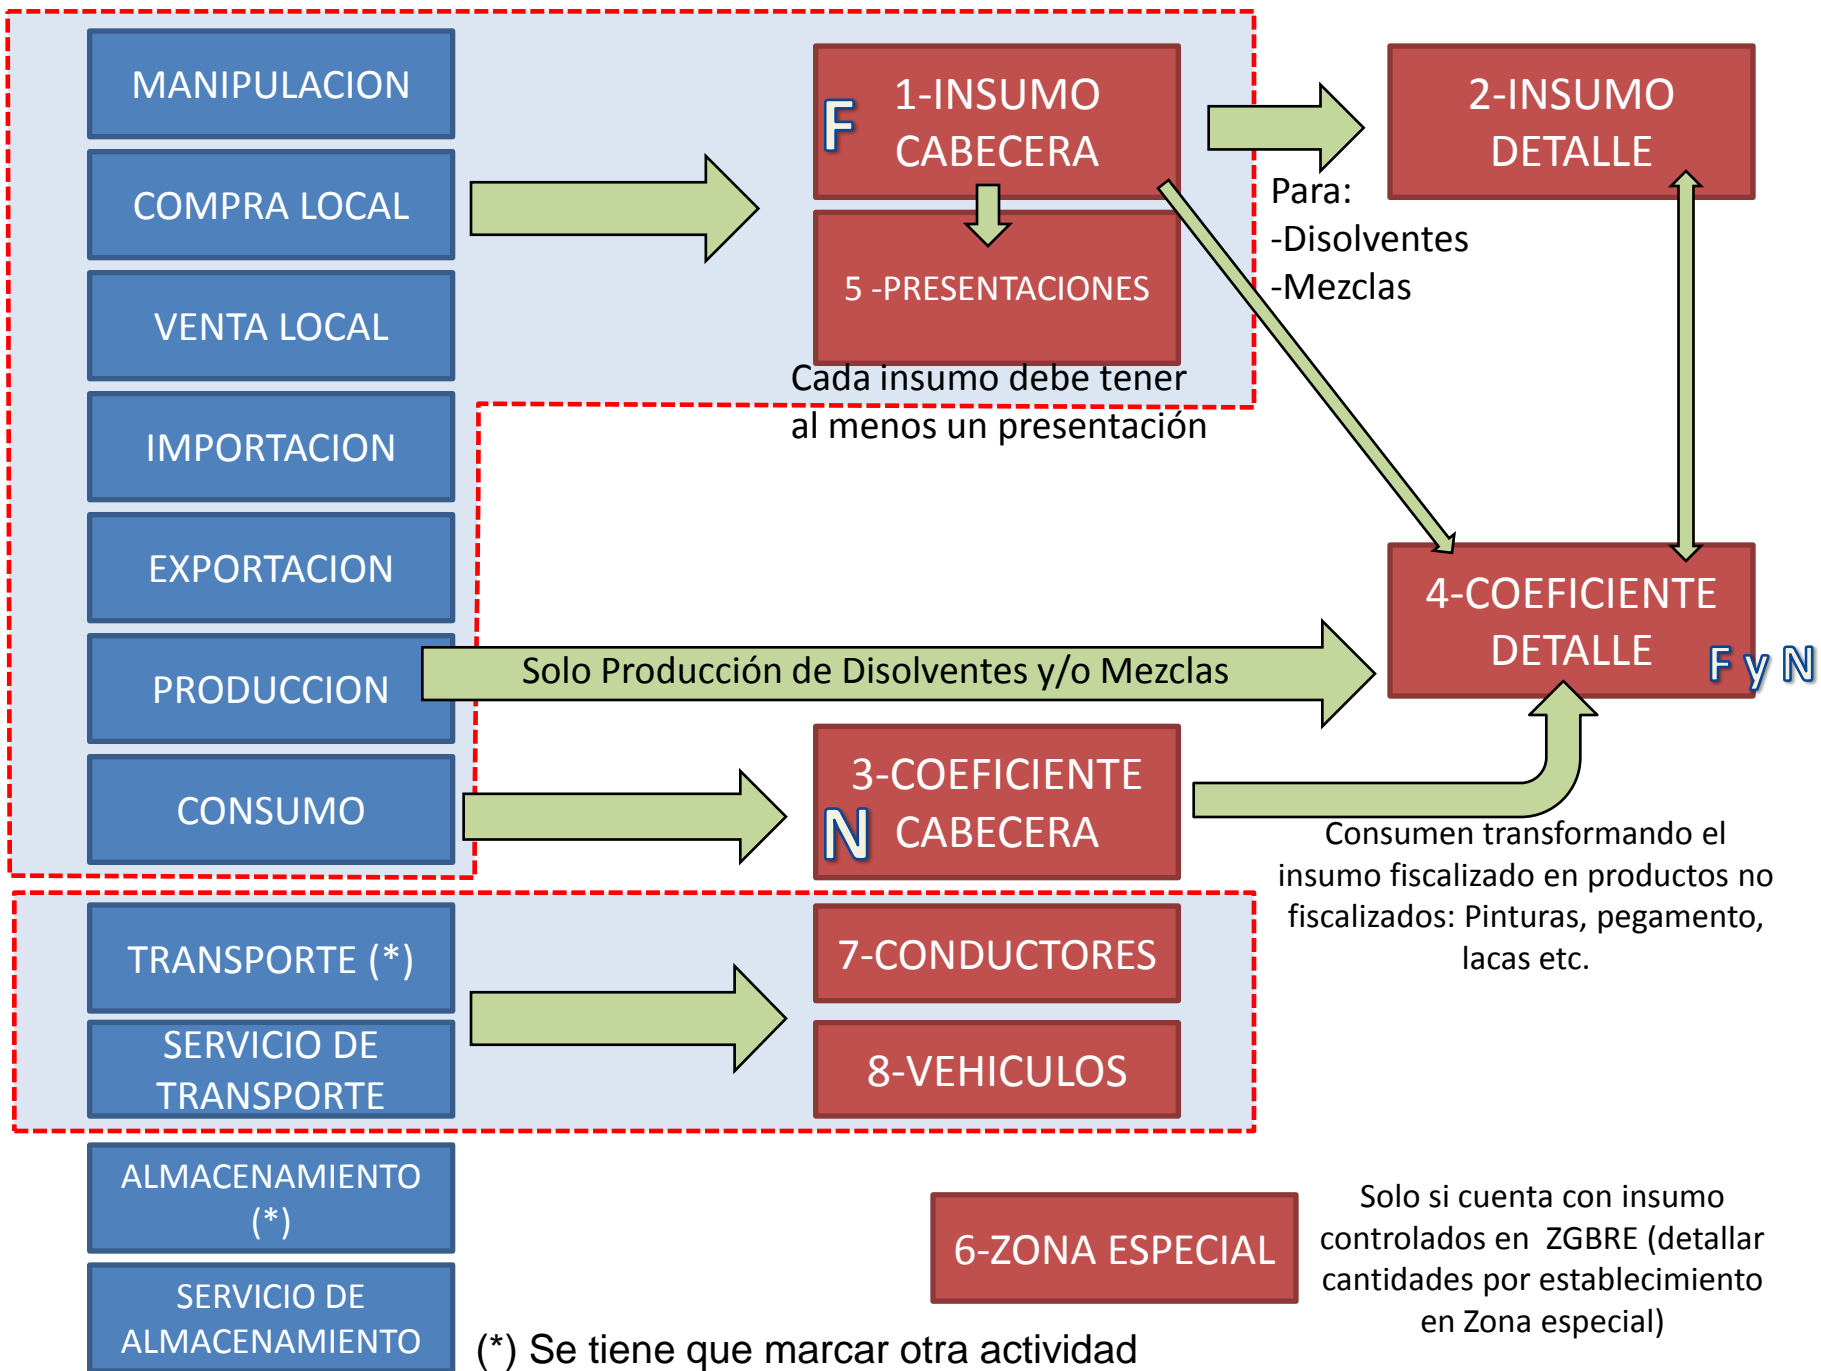 MANIPULACION
COMPRA LOCAL
VENTA LOCAL
IMPORTACION
EXPORTACION
PRODUCCION
CONSUMO
F
1-INSUMO
CABECERA
5 -PRESENTACIONES
Cada insumo debe tener
al menos un presentación
2-INSUMO
DETALLE
Para:
-Disolventes
-Mezclas
Solo Producción de Disolventes y/o Mezclas
4-COEFICIENTE
DETALLE
F y N
3-COEFICIENTE
CABECERA
N
Consumen transformando el
insumo fiscalizado en productos no
fiscalizados: Pinturas, pegamento,
lacas etc.
TRANSPORTE (*)
SERVICIO DE
TRANSPORTE
7-CONDUCTORES
8-VEHICULOS
ALMACENAMIENTO
(*)
SERVICIO DE
ALMACENAMIENTO
6-ZONA ESPECIAL
Solo si cuenta con insumo
controlados en  ZGBRE (detallar
cantidades por establecimiento
en Zona especial)
(*) Se tiene que marcar otra actividad